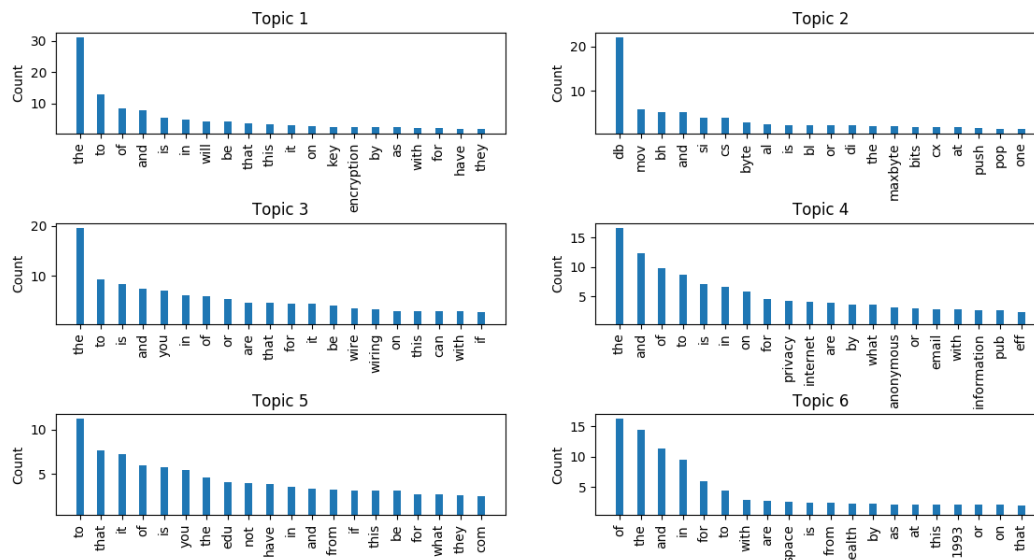 Topic 1
Count
30
20
10
the to of and is in will be that this it on key encryption by as with for have they
Topic 2
Count
20
10
db mov bh and si cs byte al is bl or di the maxbyte bits cx at push pop one
Topic 3
Count
20
10
the to is and you in of or are that for it be wire wiring on this can with if
Topic 4
Count
15
10
5
the and of to is in on for privacy internet are by what anonymous or email with information pub eff
Topic 5
Count
10
5
to that it of is you the edu not have in and from if this be for what they com
Topic 6
Count
15
10
5
of the and in for to with are space is from ealth by as at this 1993 or on that